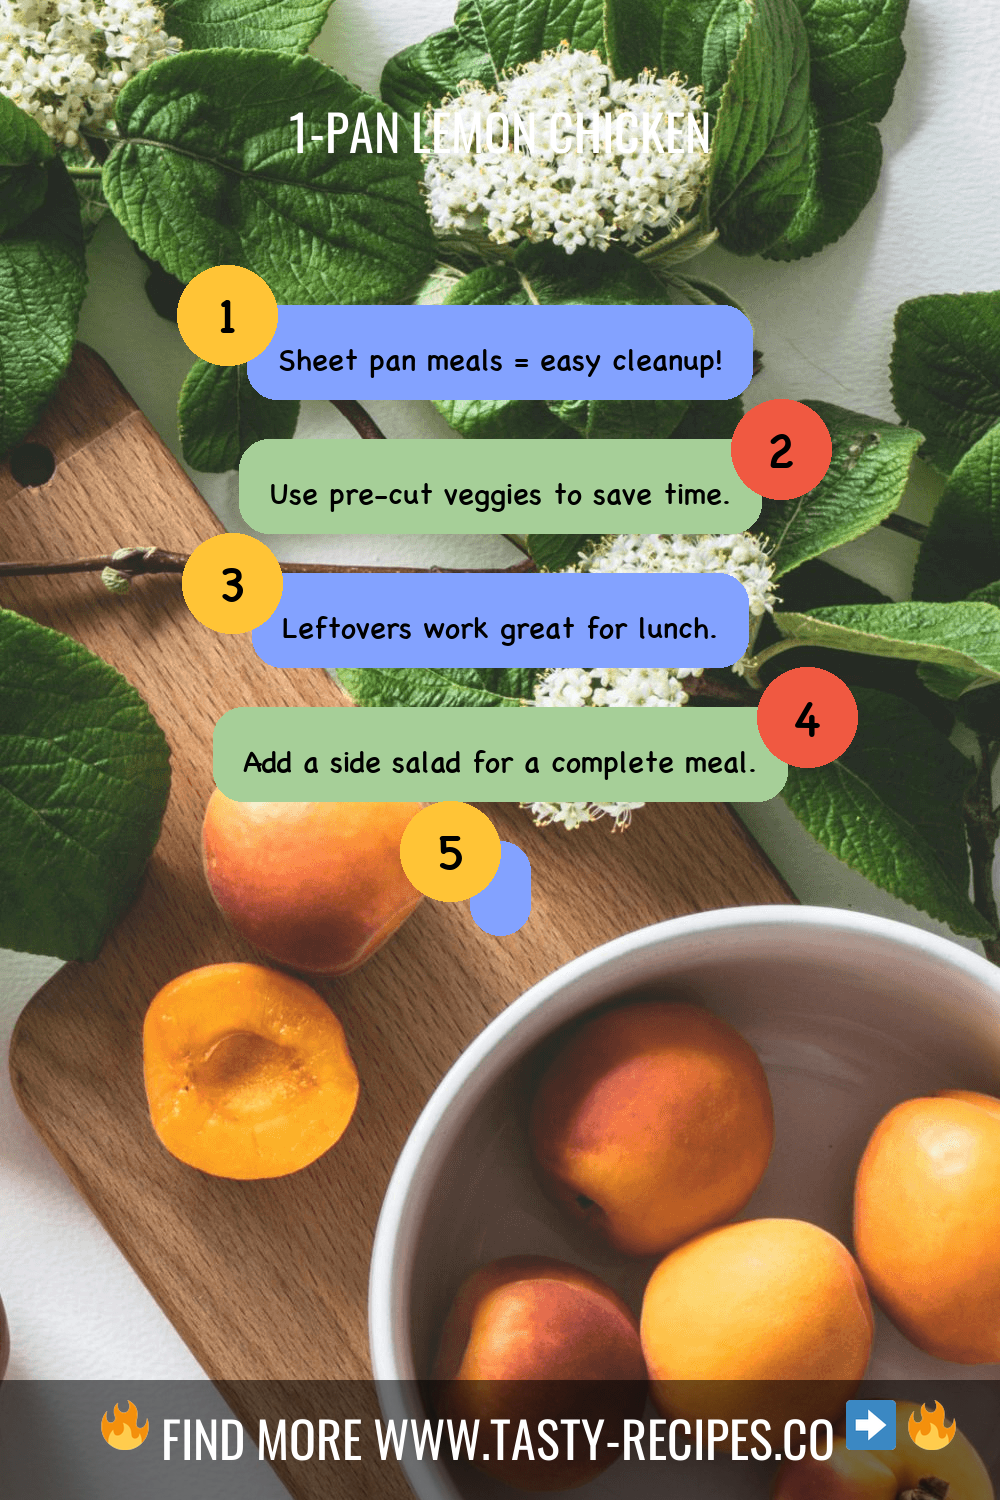 1-PAN LEMON CHICKEN
1
Sheet pan meals = easy cleanup!
2
Use pre-cut veggies to save time.
3
Leftovers work great for lunch.
4
Add a side salad for a complete meal.
5
FIND MORE WWW.TASTY-RECIPES.CO